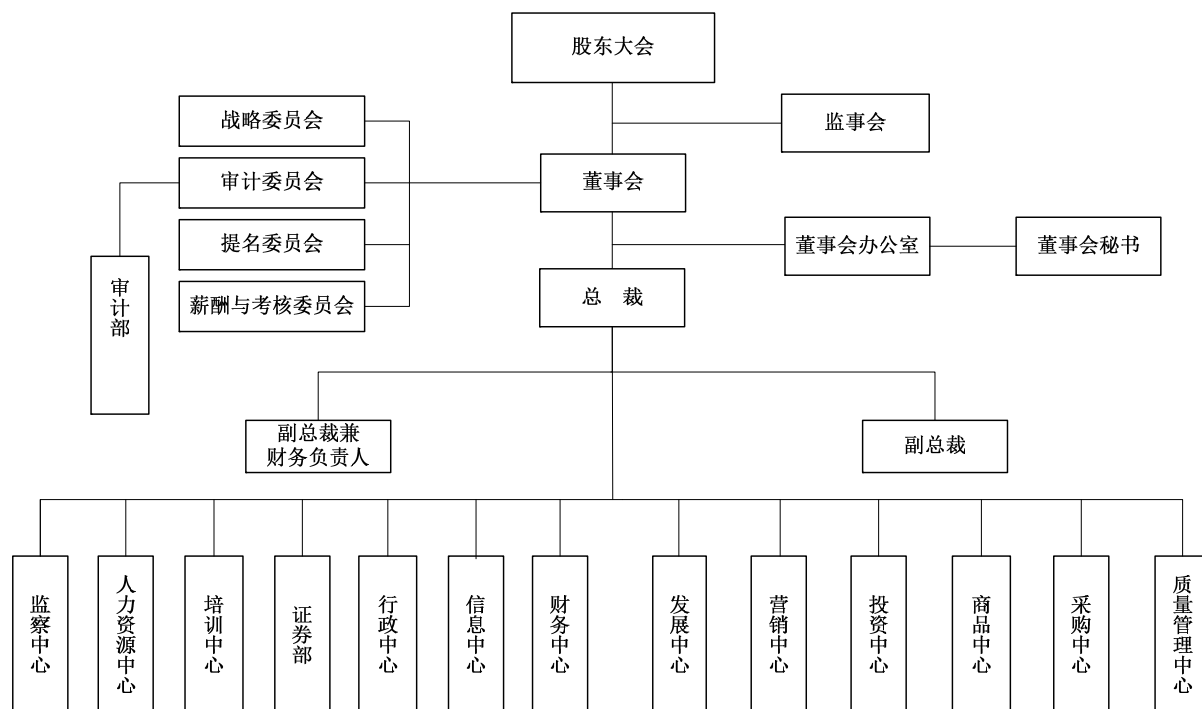 股东大会
战略委员会
监事会
审计委员会
董事会
提名委员会
董事会办公室
董事会秘书
审计部
薪酬与考核委员会
总 裁
副总裁兼
财务负责人
副总裁
监察中心
人力资源中心
培训中心
证券部
行政中心
信息中心
财务中心
发展中心
营销中心
投资中心
商品中心
采购中心
质量管理中心